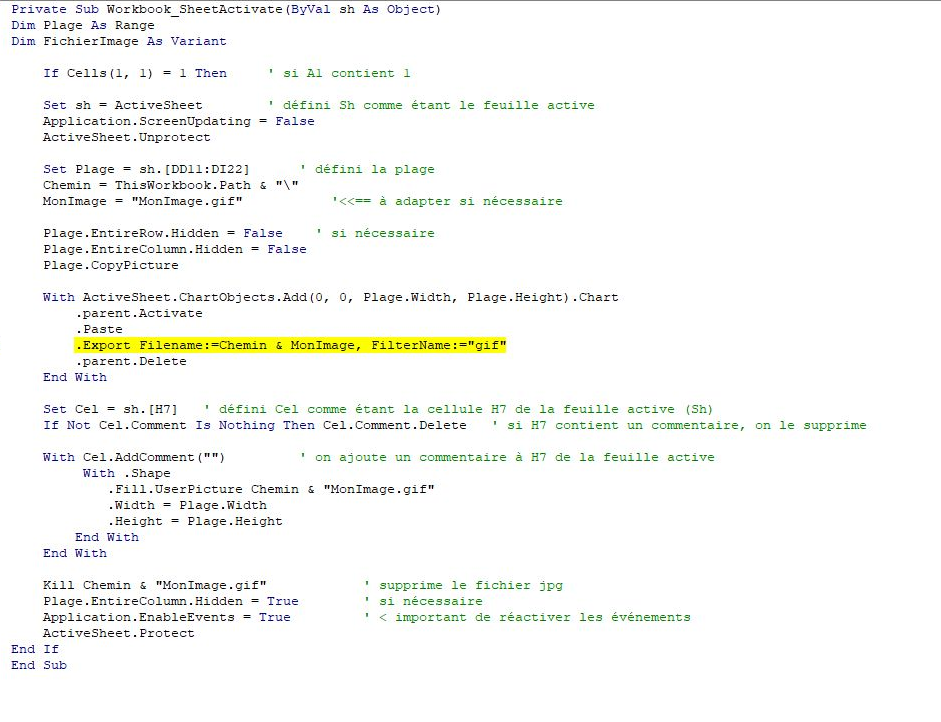 Private Sub Workbook_SheetActivate(ByVal sh As Object)
Dim Plage As Range
Dim FichierImage As Variant
If Cells(1, 1) = 1 Then ' si A1 contient 1
Set sh = ActiveSheet ' défini Sh comme étant le feuille active
Application.ScreenUpdating = False
ActiveSheet.Unprotect
Set Plage = sh.[DD11:DI22] ' défini la plage
Chemin = ThisWorkbook.Path & "\"
MonImage = "MonImage.gif" '<<== à adapter si nécessaire
Plage.EntireRow.Hidden = False ' si nécessaire
Plage.EntireColumn.Hidden = False
Plage.CopyPicture
With ActiveSheet.ChartObjects.Add(0, 0, Plage.Width, Plage.Height).Chart
.parent.Activate
.Paste
.Export Filename:=Chemin & MonImage, FilterName:="gif"
.parent.Delete
End With
Set Cel = sh.[H7] ' défini Cel comme étant la cellule H7 de la feuille active (Sh)
If Not Cel.Comment Is Nothing Then Cel.Comment.Delete ' si H7 contient un commentaire, on le supprime
With Cel.AddComment("") ' on ajoute un commentaire à H7 de la feuille active
With .Shape
.Fill.UserPicture Chemin & "MonImage.gif"
.Width = Plage.Width
.Height = Plage.Height
End With
End With
Kill Chemin & "MonImage.gif" ' supprime le fichier jpg
Plage.EntireColumn.Hidden = True ' si nécessaire
Application.EnableEvents = True ' < important de réactiver les événements
ActiveSheet.Protect
End If
End Sub